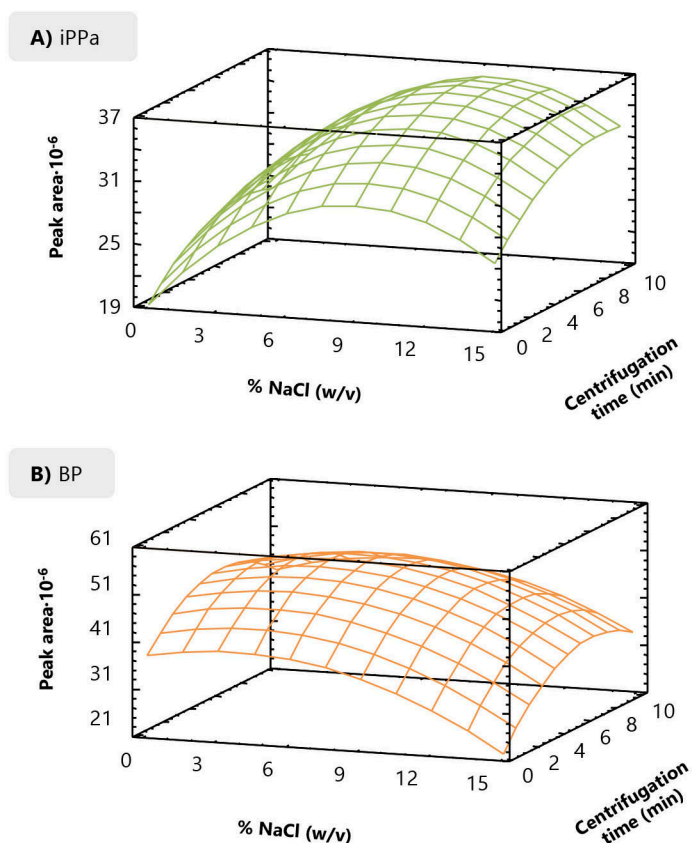 A) iPPa
37
31
25
19
Peak area·10⁻⁶
0 3 6 9 12 15
% NaCl (w/v)
0 2 4 6 8 10
Centrifugation
time (min)
B) BP
61
51
41
31
21
Peak area·10⁻⁶
0 3 6 9 12 15
% NaCl (w/v)
0 2 4 6 8 10
Centrifugation
time (min)